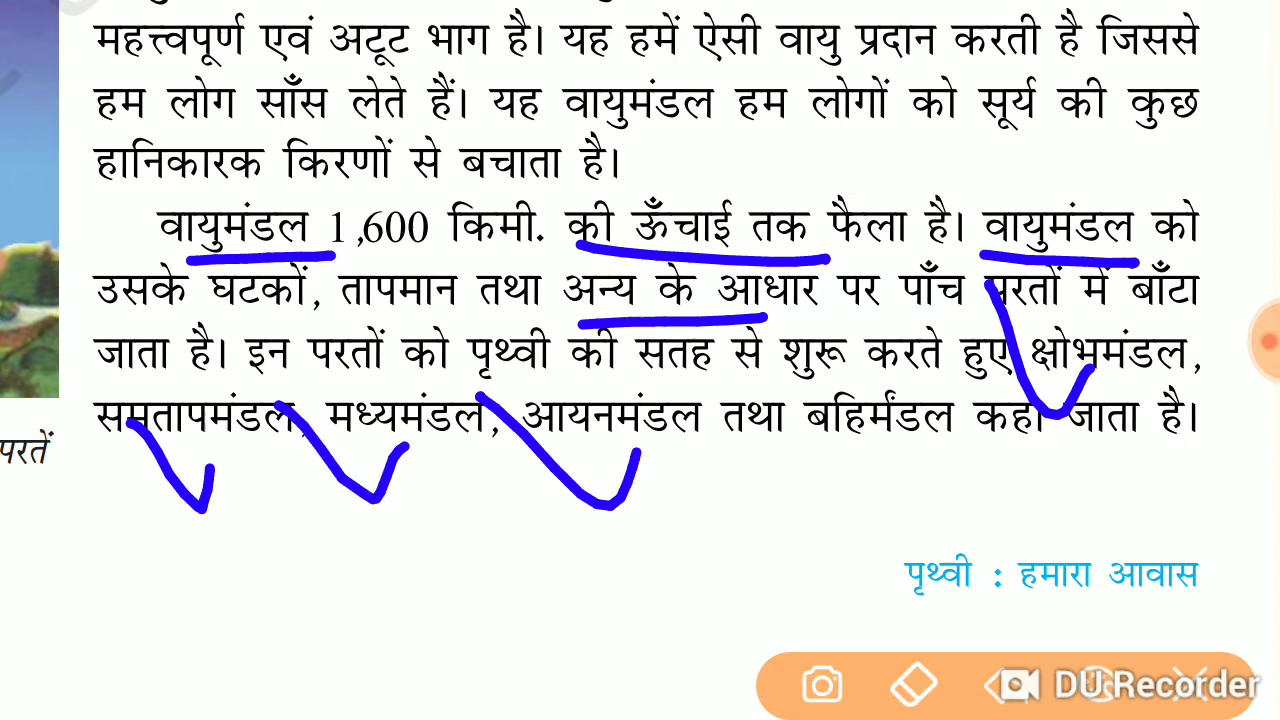 महत्त्वपूर्ण एवं अटूट भाग है। यह हमें ऐसी वायु प्रदान करती है जिससे
हम लोग साँस लेते हैं। यह वायुमंडल हम लोगों को सूर्य की कुछ
हानिकारक किरणों से बचाता है।
वायुमंडल 1,600 किमी. की ऊँचाई तक फैला है। वायुमंडल को
उसके घटकों, तापमान तथा अन्य के आधार पर पाँच परतों में बाँटा
जाता है। इन परतों को पृथ्वी की सतह से शुरू करते हुए क्षोभमंडल,
समतापमंडल, मध्यमंडल, आयनमंडल तथा बहिर्मंडल कहा जाता है।
परतें
पृथ्वी : हमारा आवास
DU Recorder